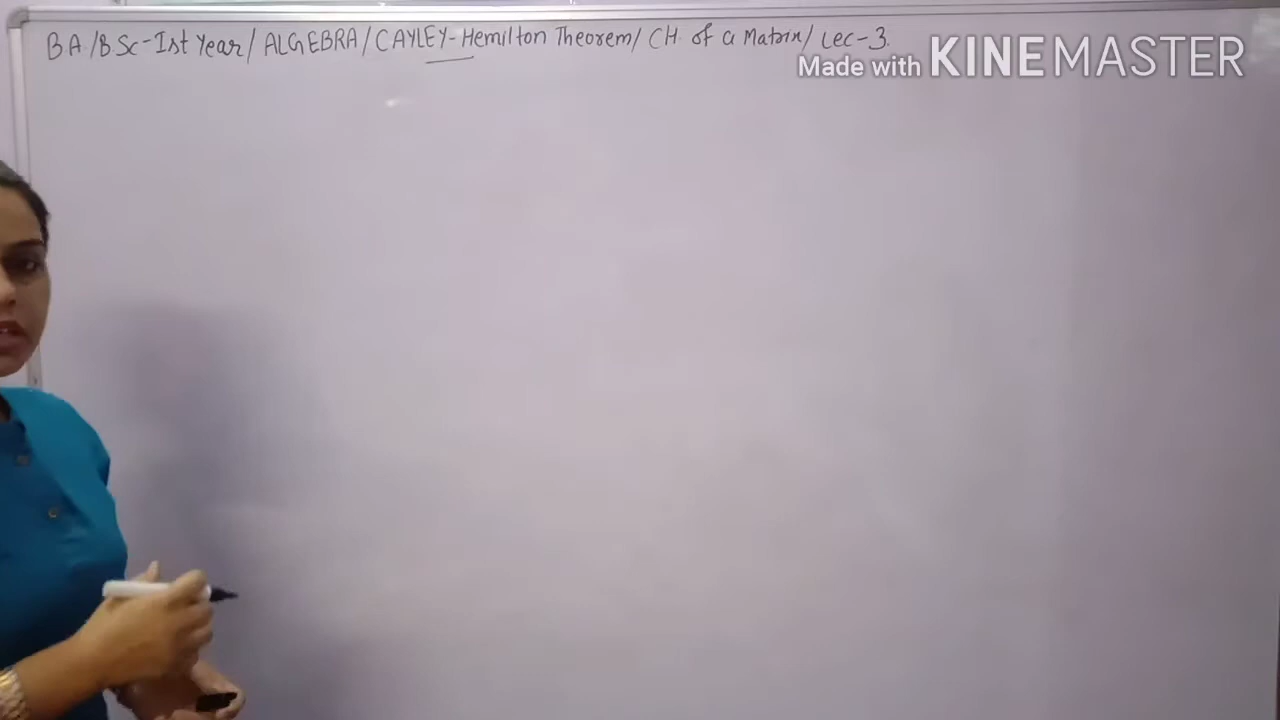 BA/BSc-Ist Year/ ALGEBRA/ CAYLEY-Hemilton Theorem/ CH. of a Matrix/ Lec-3.
Made with KINEMASTER